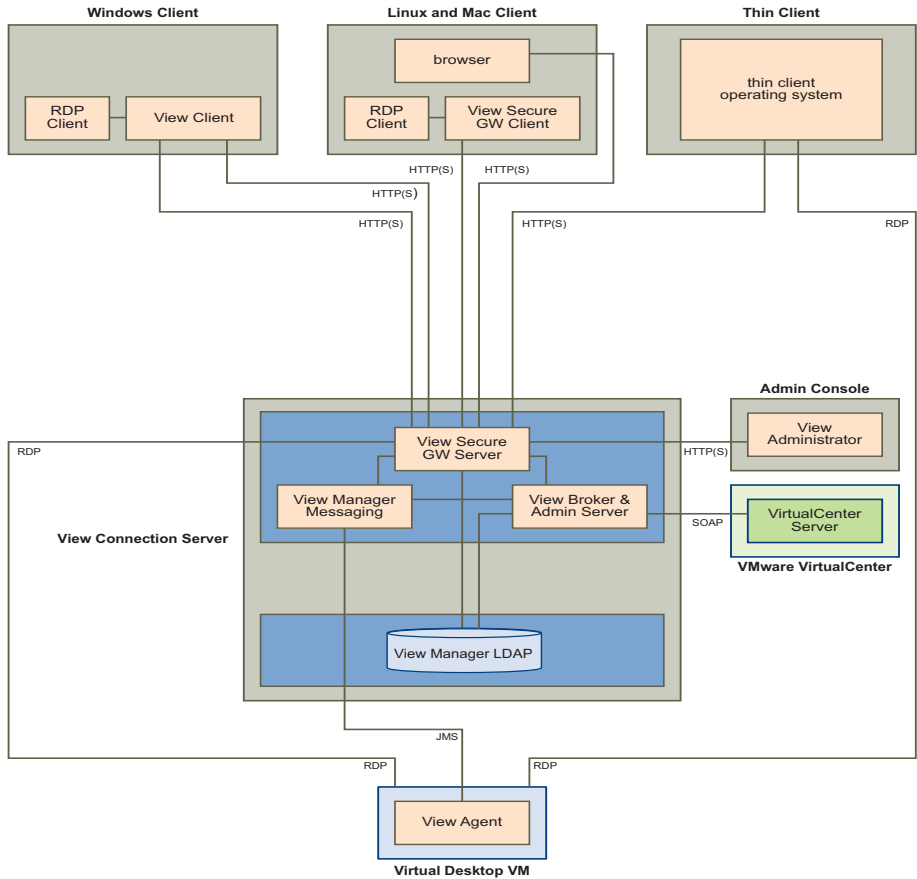 Windows Client
Linux and Mac Client
Thin Client
browser
thin client
operating system
RDP
Client
View Client
RDP
Client
View Secure
GW Client
HTTP(S)
HTTP(S)
HTTP(S)
HTTP(S)
HTTP(S)
RDP
Admin Console
View
Administrator
RDP
View Secure
GW Server
HTTP(S)
View Manager
Messaging
View Broker &
Admin Server
VirtualCenter
Server
SOAP
View Connection Server
VMware VirtualCenter
View Manager LDAP
JMS
RDP
RDP
View Agent
Virtual Desktop VM